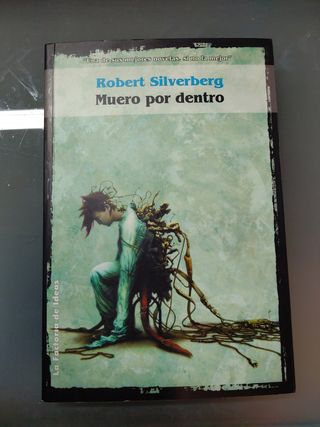 "Una de sus mejores novelas, si no la mejor"
Robert Silverberg
Muero por dentro
La Factoría de Ideas